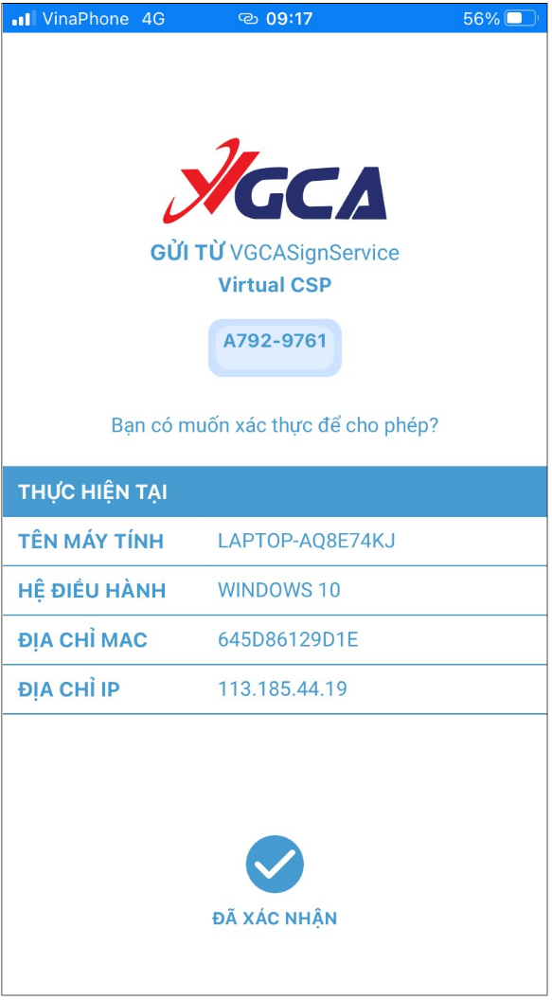 VinaPhone 4G 09:17 56%
VGCA
GỬI TỪ VGCASignService
Virtual CSP
A792-9761
Bạn có muốn xác thực để cho phép?
THỰC HIỆN TẠI
TÊN MÁY TÍNH LAPTOP-AQ8E74KJ
HỆ ĐIỀU HÀNH WINDOWS 10
ĐỊA CHỈ MAC 645D86129D1E
ĐỊA CHỈ IP 113.185.44.19
ĐÃ XÁC NHẬN